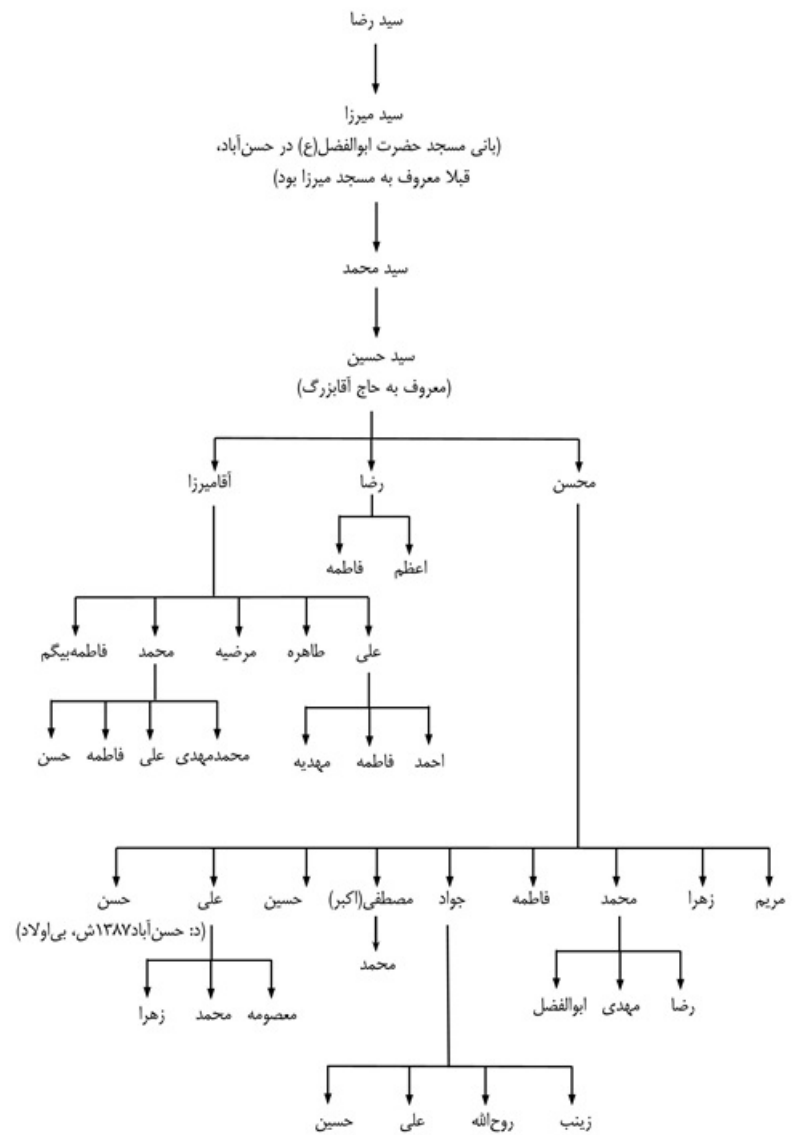 سید رضا
سید میرزا
(بانی مسجد حضرت ابوالفضل(ع) در حسن‌آباد،
قبلا معروف به مسجد میرزا بود)
سید محمد
سید حسین
(معروف به حاج آقابزرگ)
محسن رضا آقامیرزا
اعظم فاطمه
علی طاهره مرضیه محمد فاطمه‌بیگم
احمد فاطمه مهدیه محمدمهدی علی فاطمه حسن
مریم زهرا محمد فاطمه جواد مصطفی(اکبر) حسین علی حسن
(د: حسن‌آباد۱۳۸۷ش، بی‌اولاد)
محمد
رضا مهدی ابوالفضل معصومه محمد زهرا
زینب روح‌الله علی حسین